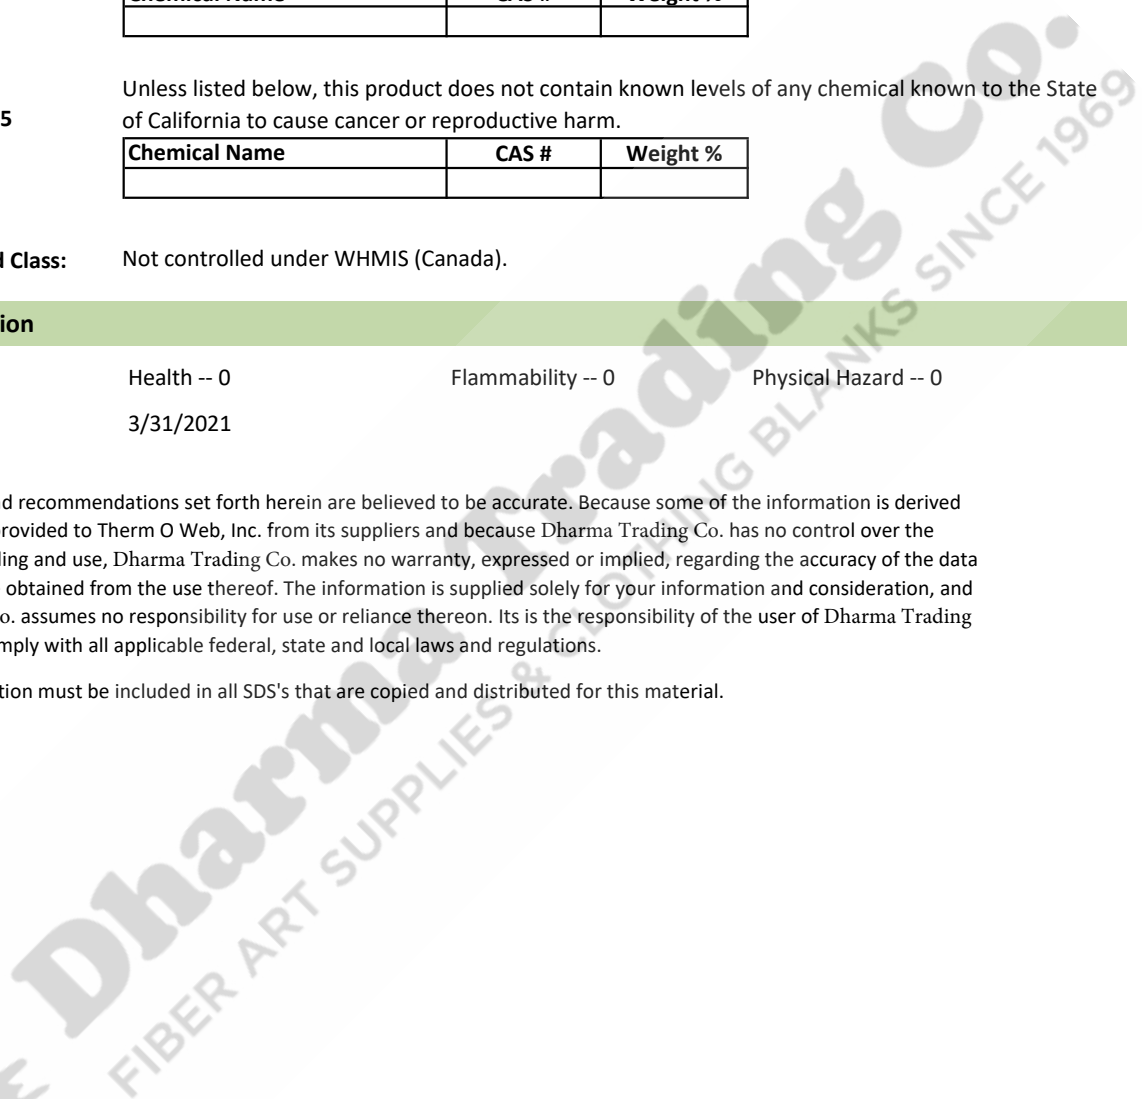 Chemical Name CAS # Weight %
Unless listed below, this product does not contain known levels of any chemical known to the State
5
of California to cause cancer or reproductive harm.
Chemical Name CAS # Weight %
d Class: Not controlled under WHMIS (Canada).
ion
Health -- 0 Flammability -- 0 Physical Hazard -- 0
3/31/2021
d recommendations set forth herein are believed to be accurate. Because some of the information is derived
provided to Therm O Web, Inc. from its suppliers and because Dharma Trading Co. has no control over the
ling and use, Dharma Trading Co. makes no warranty, expressed or implied, regarding the accuracy of the data
obtained from the use thereof. The information is supplied solely for your information and consideration, and
o. assumes no responsibility for use or reliance thereon. Its is the responsibility of the user of Dharma Trading
mply with all applicable federal, state and local laws and regulations.
tion must be included in all SDS's that are copied and distributed for this material.
Dharma Trading Co.
FIBER ART SUPPLIES & CLOTHING BLANKS SINCE 1969